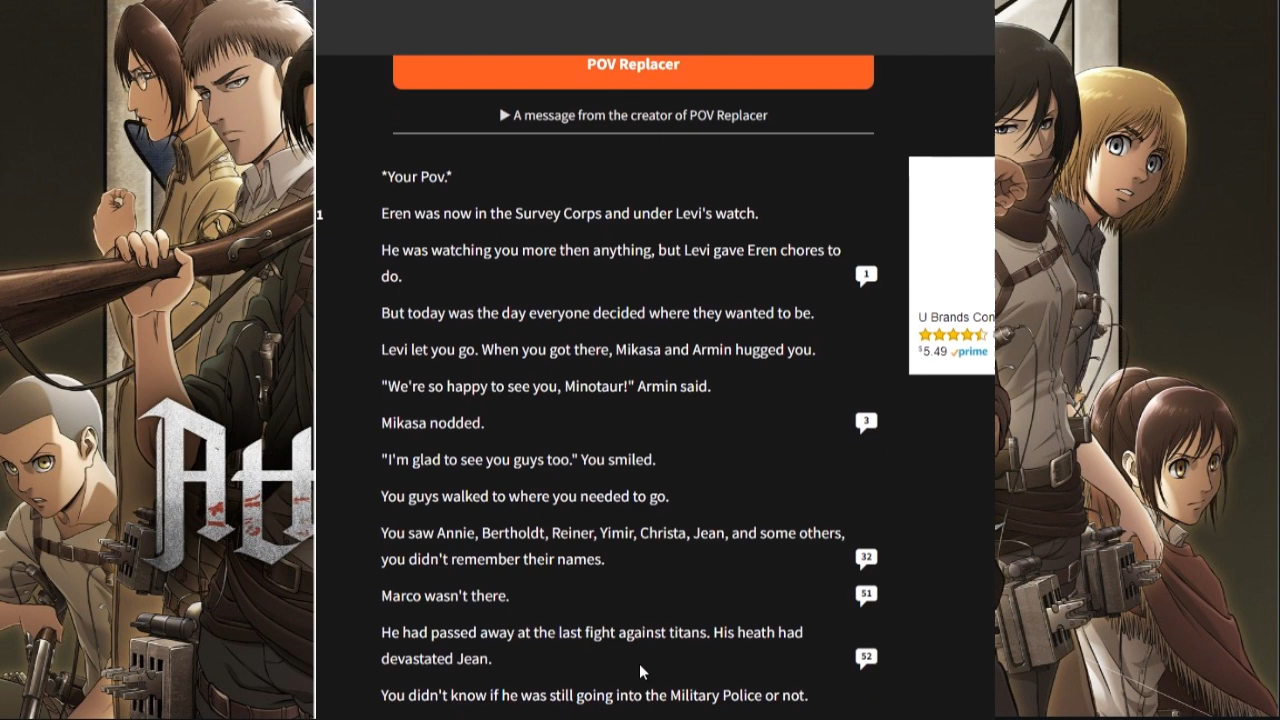 POV Replacer
▶ A message from the creator of POV Replacer
*Your Pov.*
1
Eren was now in the Survey Corps and under Levi's watch.
He was watching you more then anything, but Levi gave Eren chores to
do.
1
But today was the day everyone decided where they wanted to be.
Levi let you go. When you got there, Mikasa and Armin hugged you.
"We're so happy to see you, Minotaur!" Armin said.
Mikasa nodded.
3
"I'm glad to see you guys too." You smiled.
You guys walked to where you needed to go.
You saw Annie, Bertholdt, Reiner, Yimir, Christa, Jean, and some others,
you didn't remember their names.
32
Marco wasn't there.
51
He had passed away at the last fight against titans. His heath had
devastated Jean.
52
You didn't know if he was still going into the Military Police or not.
U Brands Con
$5.49 prime
Att